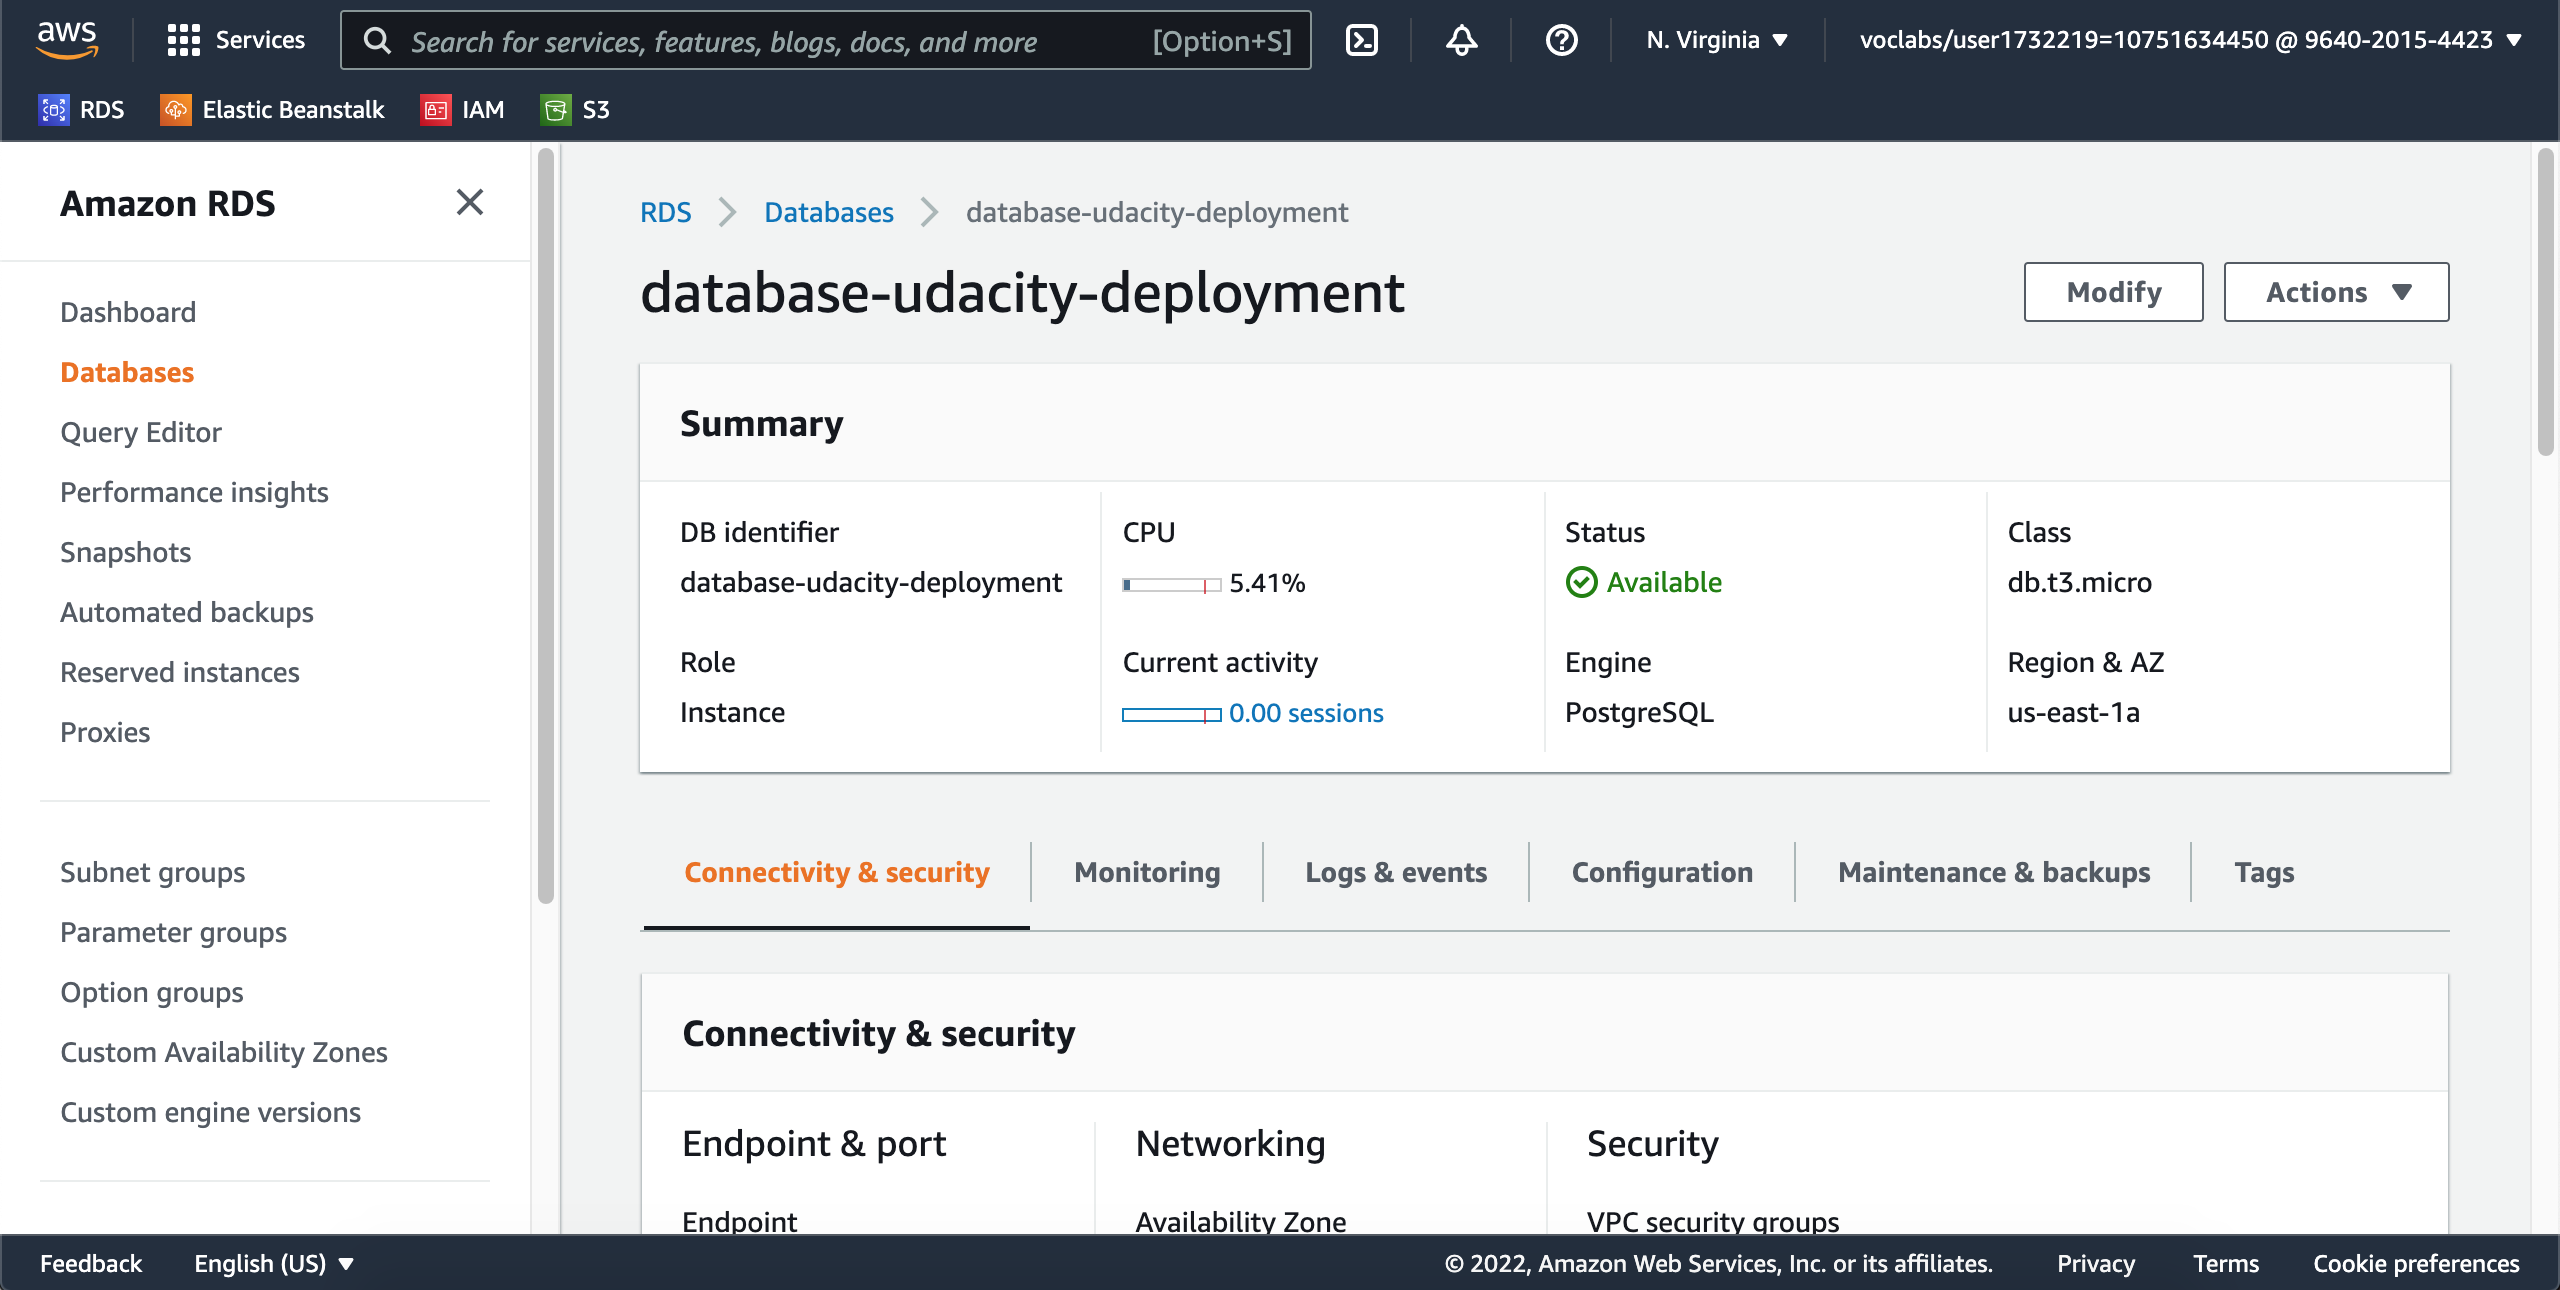 aws
Services
Search for services, features, blogs, docs, and more
[Option+S]
N. Virginia
voclabs/user1732219=10751634450 @ 9640-2015-4423
RDS
Elastic Beanstalk
IAM
S3
Amazon RDS
Dashboard
Databases
Query Editor
Performance insights
Snapshots
Automated backups
Reserved instances
Proxies
Subnet groups
Parameter groups
Option groups
Custom Availability Zones
Custom engine versions
RDS
Databases
database-udacity-deployment
database-udacity-deployment
Modify
Actions
Summary
DB identifier
database-udacity-deployment
CPU
5.41%
Status
Available
Class
db.t3.micro
Role
Instance
Current activity
0.00 sessions
Engine
PostgreSQL
Region & AZ
us-east-1a
Connectivity & security
Monitoring
Logs & events
Configuration
Maintenance & backups
Tags
Connectivity & security
Endpoint & port
Endpoint
Networking
Availability Zone
Security
VPC security groups
Feedback
English (US)
© 2022, Amazon Web Services, Inc. or its affiliates.
Privacy
Terms
Cookie preferences